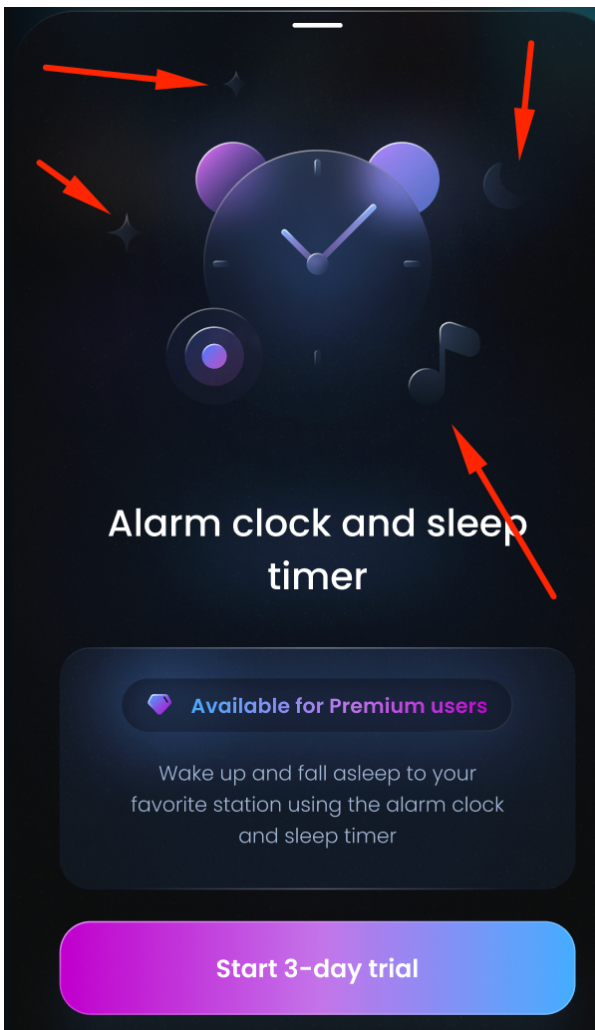 Alarm clock and sleep
timer
Available for Premium users
Wake up and fall asleep to your
favorite station using the alarm clock
and sleep timer
Start 3-day trial